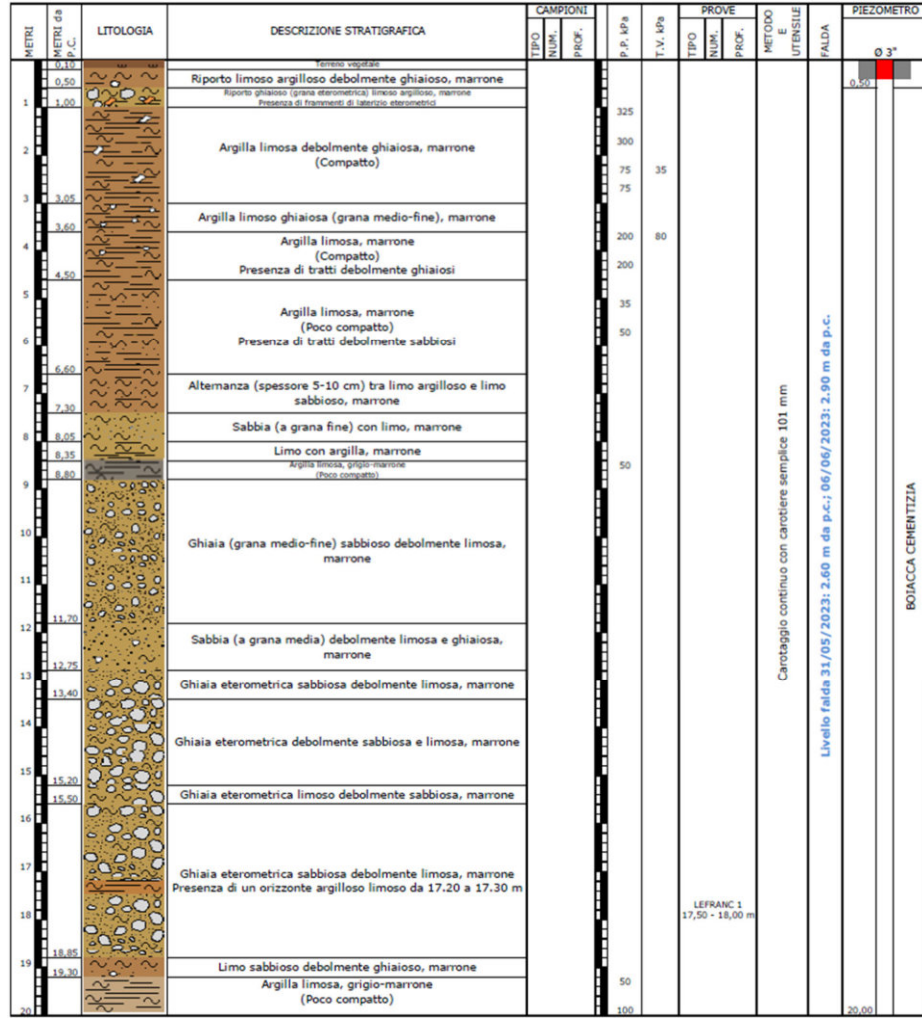 METRI
METRI da P.C.
LITOLOGIA
DESCRIZIONE STRATIGRAFICA
CAMPIONI
TIPO
NUM.
PROF.
P.P. kPa
T.V. kPa
PROVE
TIPO
NUM.
PROF.
METODO E UTENSILE
FALDA
PIEZOMETRO
Ø 3"
0,10
Terreno vegetale
0,50
Riporto limoso argilloso debolmente ghiaioso, marrone
0,50
Riporto ghiaioso (grana eterometrica) limoso argilloso, marrone
1
1,00
Presenza di frammenti di laterizio eterometrici
325
300
2
Argilla limosa debolmente ghiaiosa, marrone
(Compatto)
75
35
75
3
3,05
Argilla limoso ghiaiosa (grana medio-fine), marrone
3,60
200
80
4
Argilla limosa, marrone
(Compatto)
Presenza di tratti debolmente ghiaiosi
200
4,50
5
35
Argilla limosa, marrone
(Poco compatto)
Presenza di tratti debolmente sabbiosi
50
6
6,60
Alternanza (spessore 5-10 cm) tra limo argilloso e limo
sabbioso, marrone
7
7,30
Sabbia (a grana fine) con limo, marrone
8
8,05
Limo con argilla, marrone
8,35
Argilla limosa, grigio-marrone
(Poco compatto)
50
8,80
9
10
Ghiaia (grana medio-fine) sabbioso debolmente limosa,
marrone
11
11,70
12
Sabbia (a grana media) debolmente limosa e ghiaiosa,
marrone
12,75
13
Ghiaia eterometrica sabbiosa debolmente limosa, marrone
13,40
14
Ghiaia eterometrica debolmente sabbiosa e limosa, marrone
15
15,20
Ghiaia eterometrica limoso debolmente sabbiosa, marrone
15,50
16
17
Ghiaia eterometrica sabbiosa debolmente limosa, marrone
Presenza di un orizzonte argilloso limoso da 17.20 a 17.30 m
LEFRANC 1
17,50 - 18,00 m
18
18,85
19
Limo sabbioso debolmente ghiaioso, marrone
19,30
Argilla limosa, grigio-marrone
(Poco compatto)
50
20
100
20,00
Carotaggio continuo con carotiere semplice 101 mm
Livello falda 31/05/2023: 2.60 m da p.c.; 06/06/2023: 2.90 m da p.c.
BOIACCA CEMENTIZIA